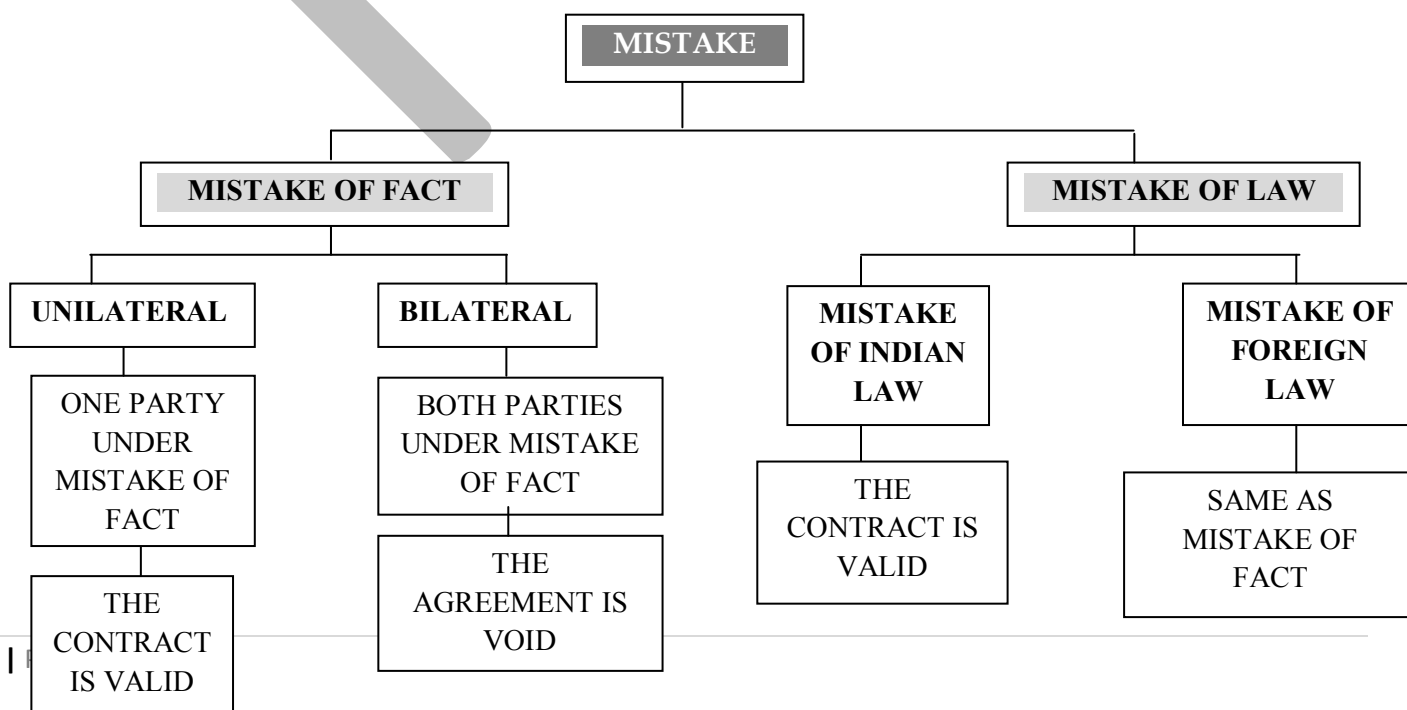 MISTAKE
MISTAKE OF FACT
MISTAKE OF LAW
UNILATERAL
BILATERAL
MISTAKE
OF INDIAN
LAW
MISTAKE OF
FOREIGN
LAW
ONE PARTY
UNDER
MISTAKE OF
FACT
BOTH PARTIES
UNDER MISTAKE
OF FACT
THE
CONTRACT IS
VALID
SAME AS
MISTAKE OF
FACT
THE
CONTRACT
IS VALID
THE
AGREEMENT IS
VOID